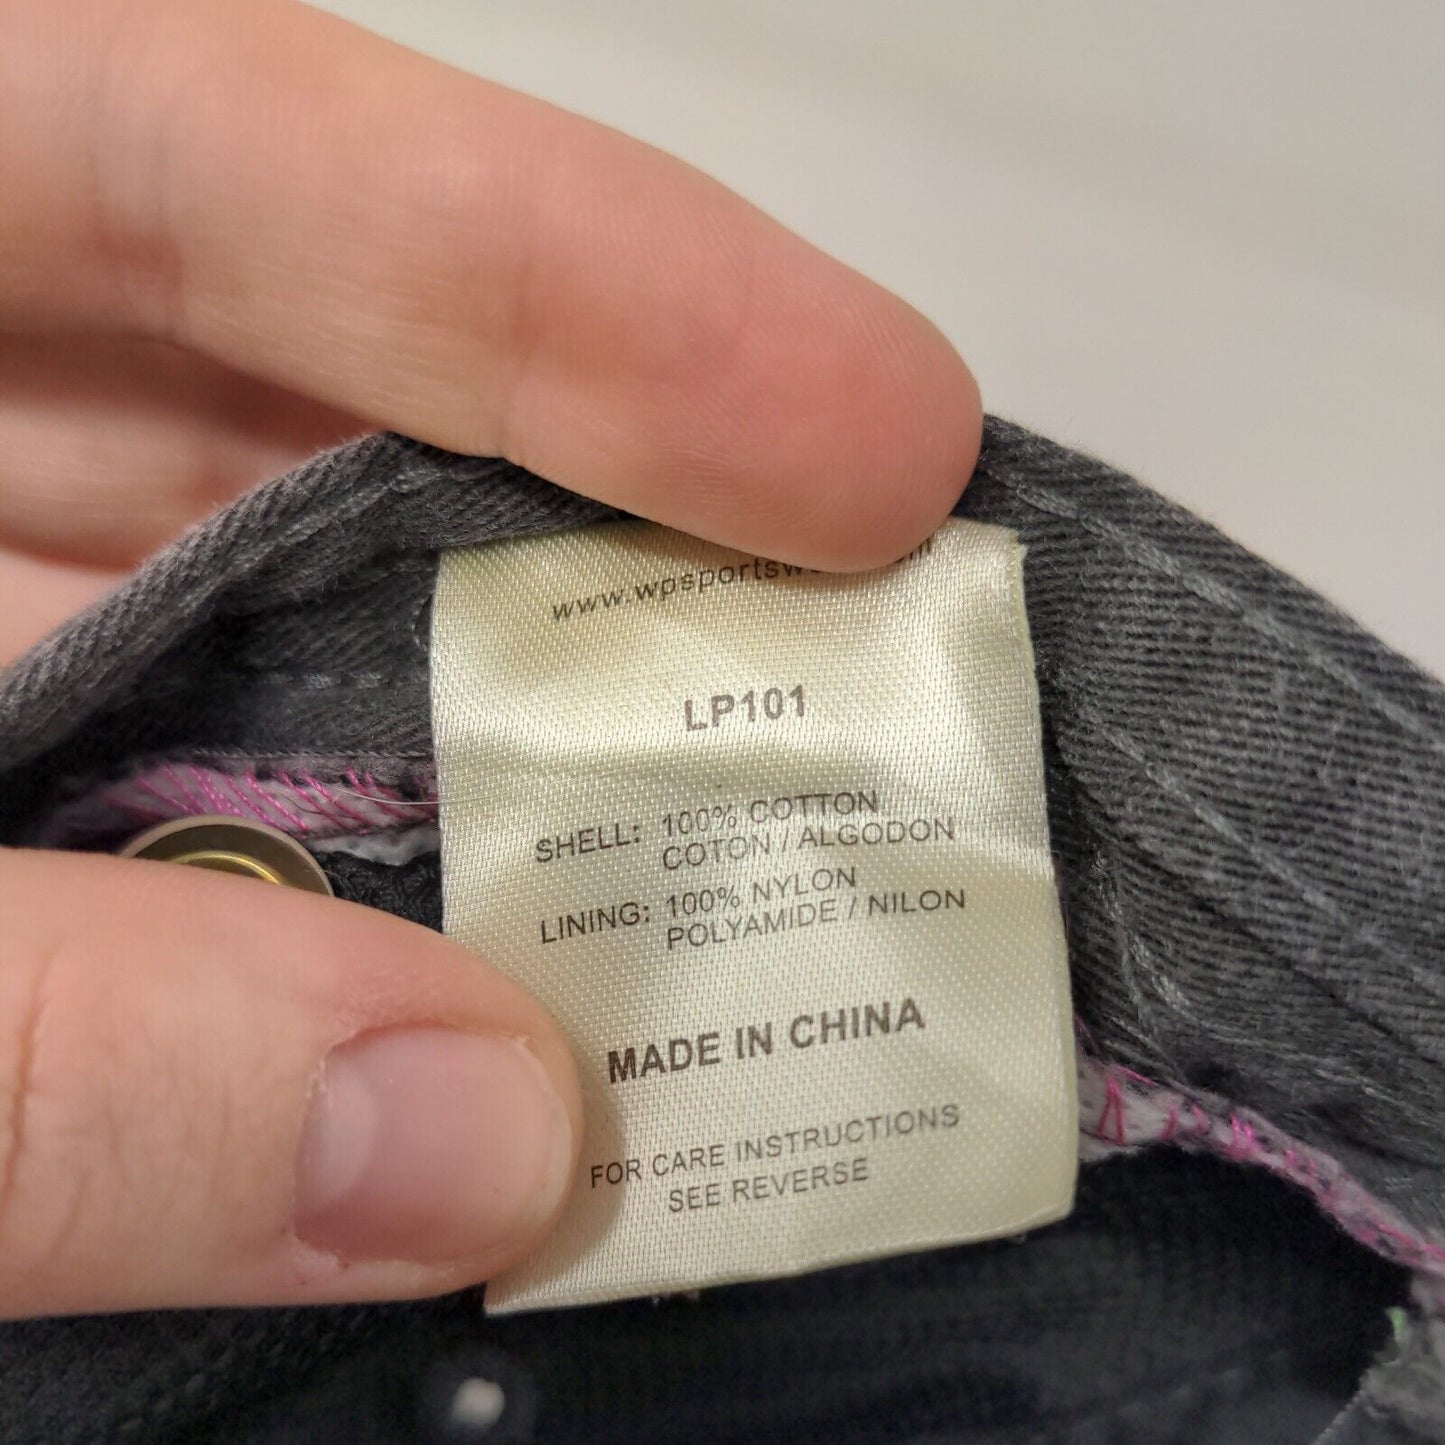 LP101
SHELL: 100% COTTON
COTON / ALGODON
LINING: 100% NYLON
POLYAMIDE / NILON
MADE IN CHINA
FOR CARE INSTRUCTIONS
SEE REVERSE